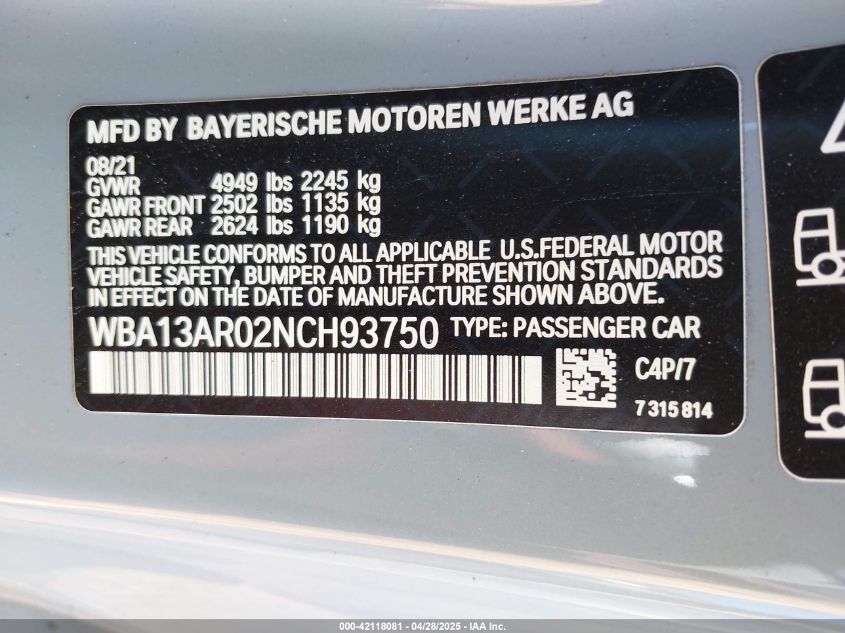 MFD BY BAYERISCHE MOTOREN WERKE AG
08/21
GVWR 4949 lbs 2245 kg
GAWR FRONT 2502 lbs 1135 kg
GAWR REAR 2624 lbs 1190 kg
THIS VEHICLE CONFORMS TO ALL APPLICABLE U.S.FEDERAL MOTOR
VEHICLE SAFETY, BUMPER AND THEFT PREVENTION STANDARDS
IN EFFECT ON THE DATE OF MANUFACTURE SHOWN ABOVE.
WBA13AR02NCH93750 TYPE: PASSENGER CAR
C4P/7
7 315 814
000-42118081 - 04/28/2025 - IAA Inc.